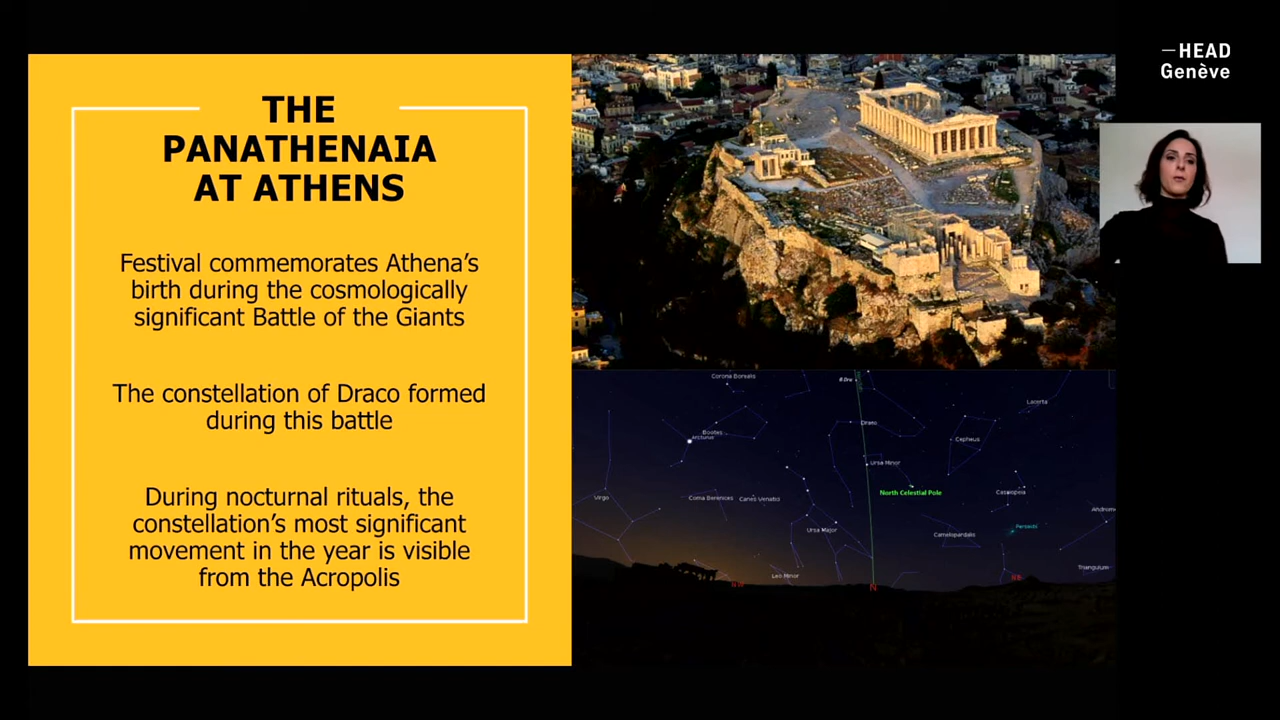 THE
PANATHENAIA
AT ATHENS
Festival commemorates Athena's
birth during the cosmologically
significant Battle of the Giants
The constellation of Draco formed
during this battle
During nocturnal rituals, the
constellation's most significant
movement in the year is visible
from the Acropolis
—HEAD
Genève
Corona Borealis
Lacerta
Draco
Bootes
Arcturus
Cepheus
Ursa Minor
North Celestial Pole
Virgo
Coma Berenices
Canes Venatici
Cassiopeia
Androm
Ursa Major
Perseids
Camelopardalis
Leo Minor
Triangulum
N